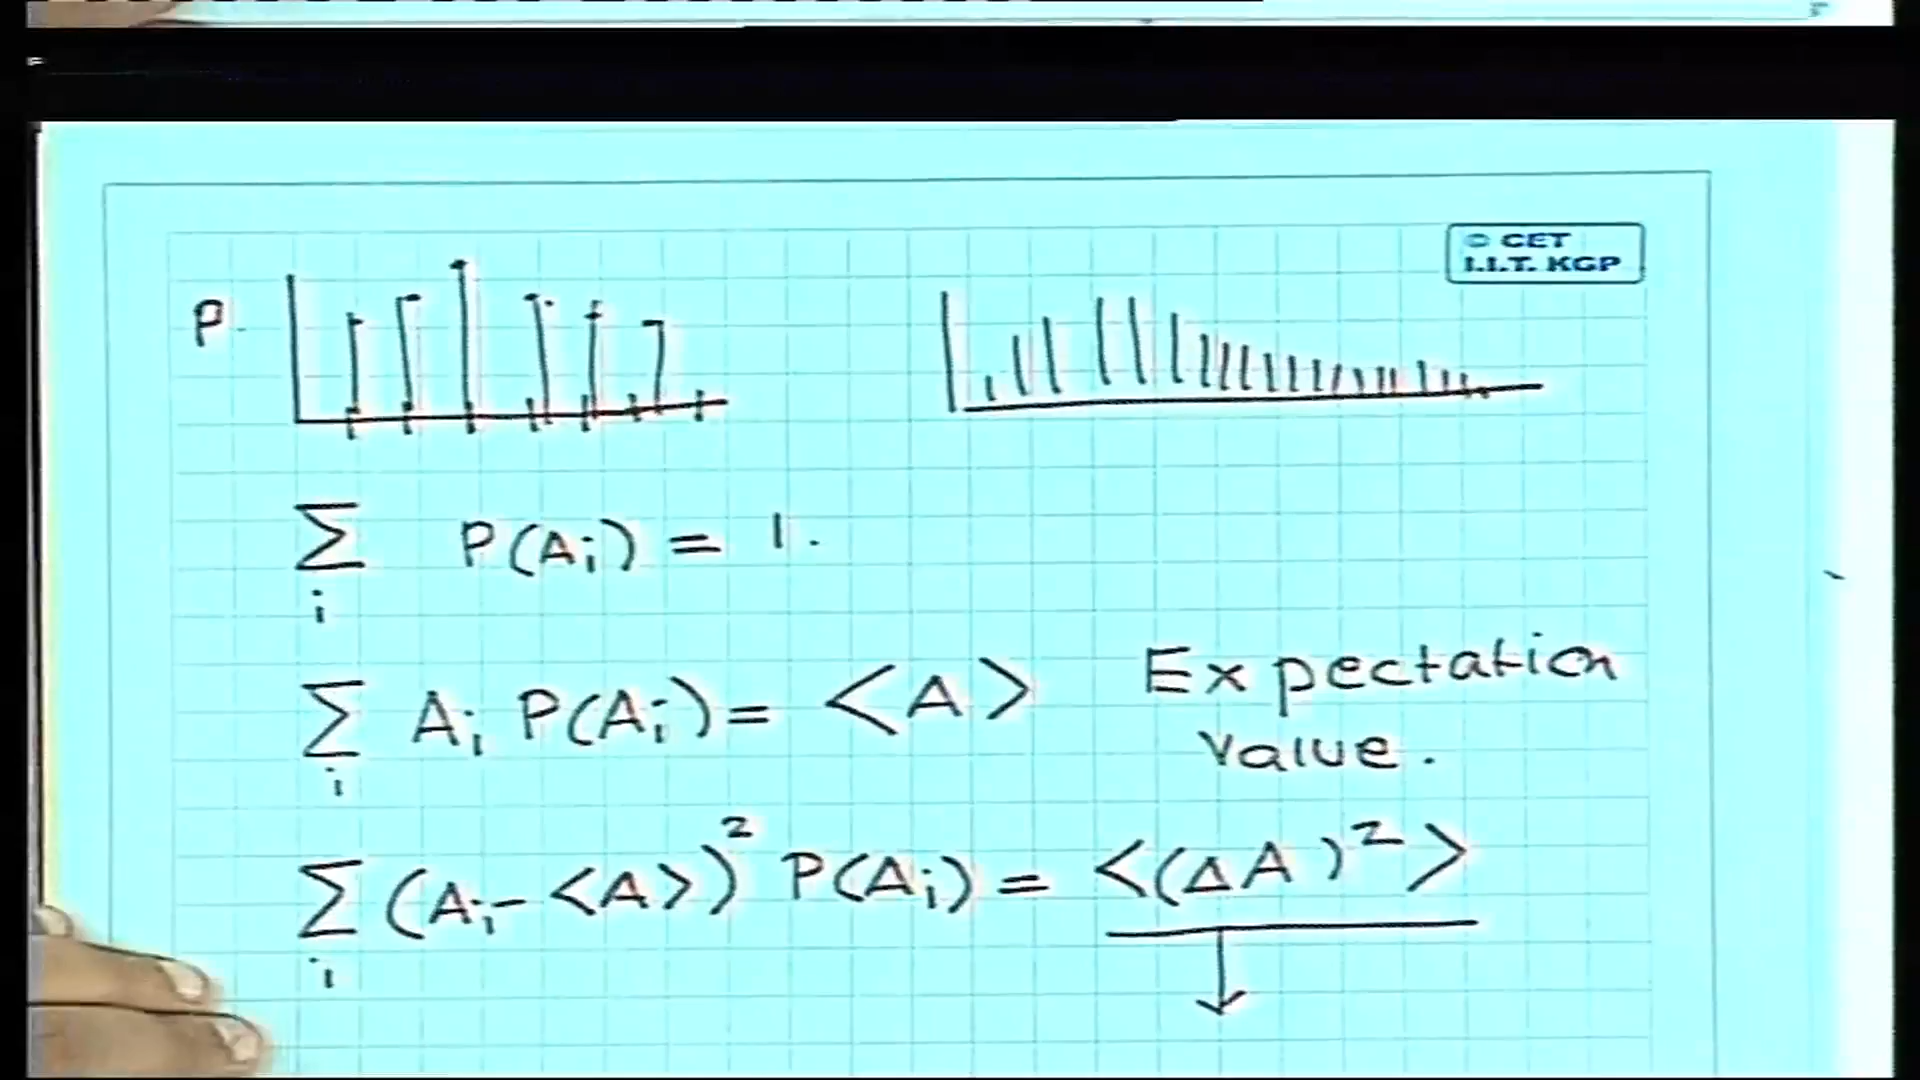 © CET
I.I.T. KGP
P
∑ P(Ai) = 1.
i
∑ Ai P(Ai) = <A> Expectation
i value.
∑ (Ai - <A>)² P(Ai) = <(ΔA)²>
i